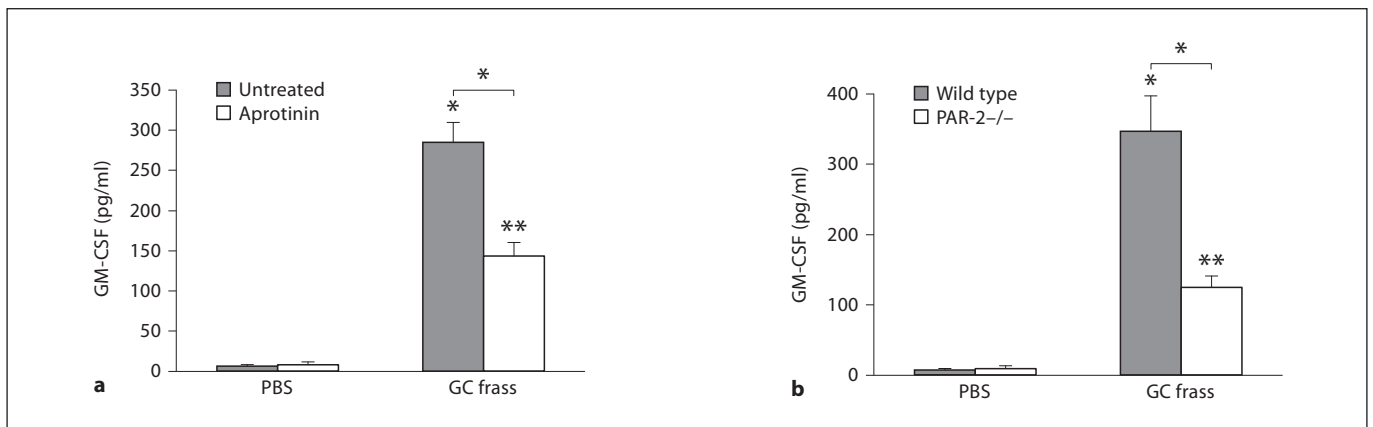 350
300
250
200
150
100
50
0
GM-CSF (pg/ml)
Untreated
Aprotinin
*
*
**
PBS
GC frass
a
400
300
200
100
0
GM-CSF (pg/ml)
Wild type
PAR-2–/–
*
*
**
PBS
GC frass
b